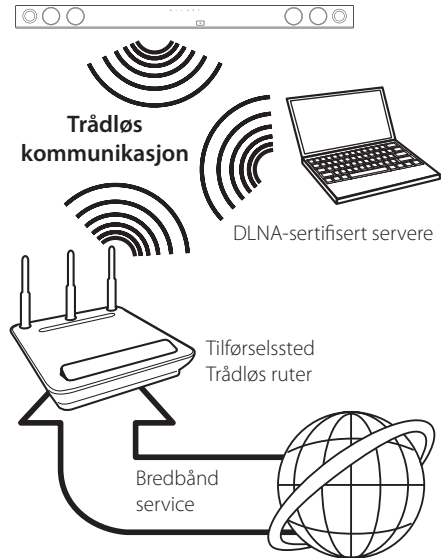 Trådløs
kommunikasjon
DLNA-sertifisert servere
Tilførselssted
Trådløs ruter
Bredbånd
service